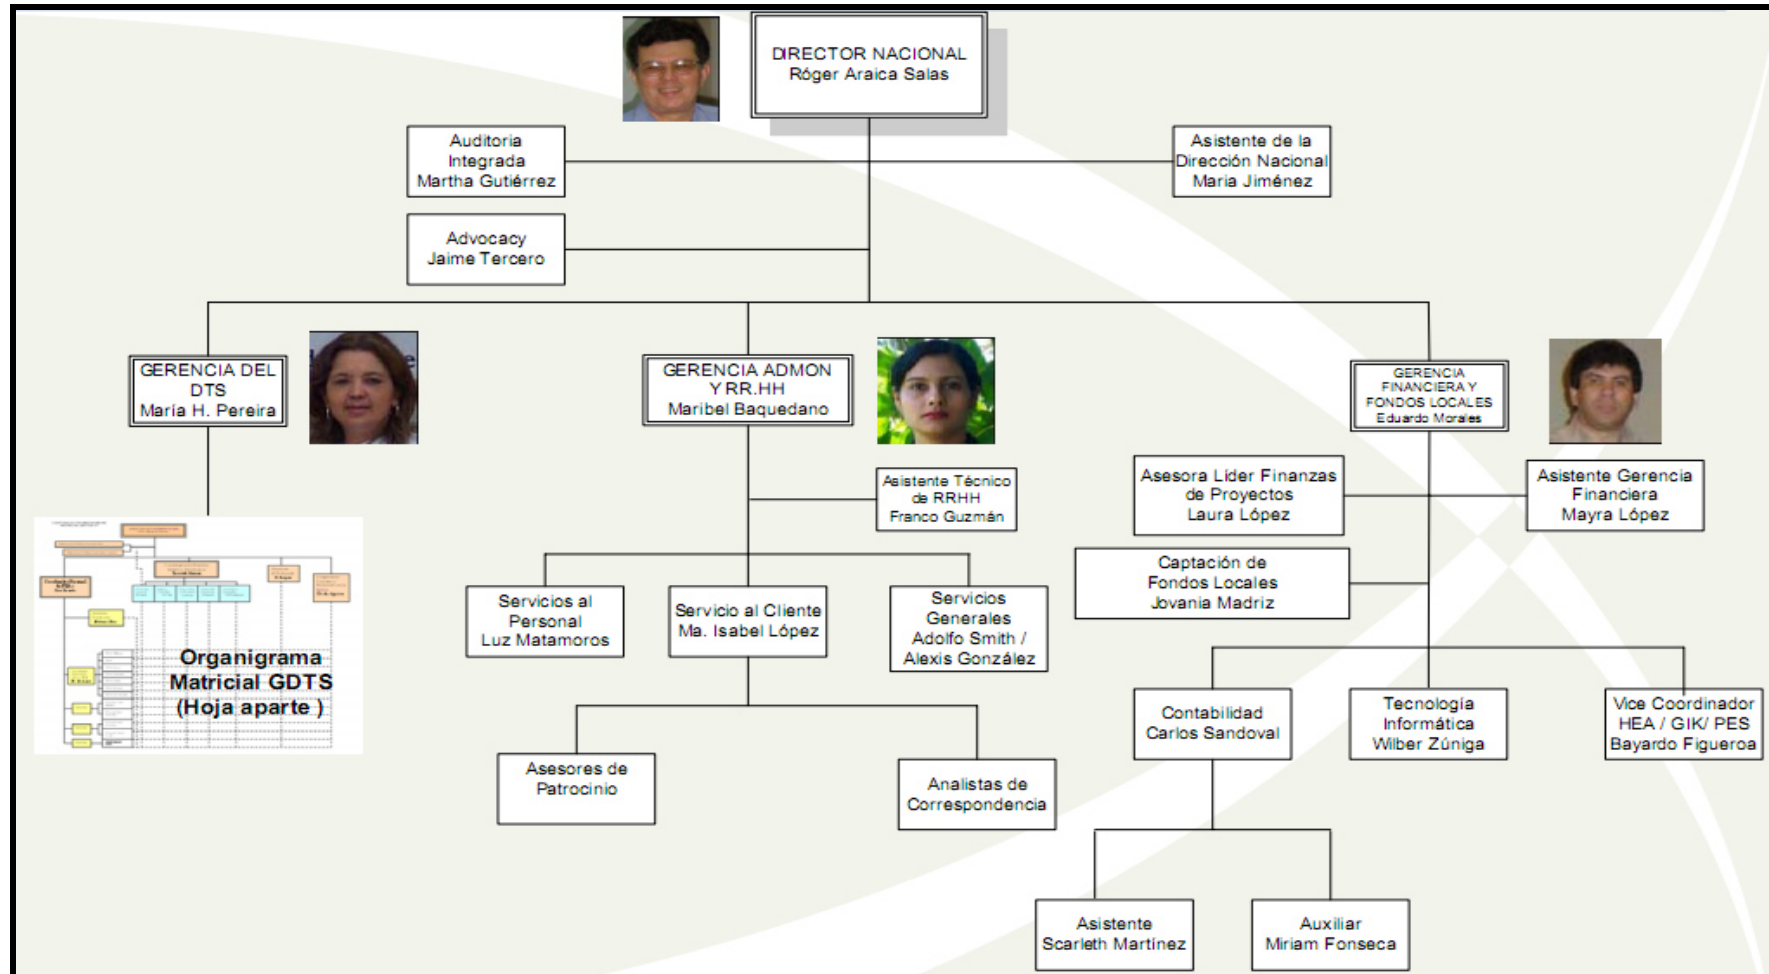 DIRECTOR NACIONAL
Róger Araica Salas
Auditoria
Integrada
Martha Gutiérrez
Asistente de la
Dirección Nacional
Maria Jiménez
Advocacy
Jaime Tercero
GERENCIA DEL
DTS
María H. Pereira
GERENCIA ADMON
Y RR.HH
Maribel Baquedano
GERENCIA
FINANCIERA Y
FONDOS LOCALES
Eduardo Morales
Asistente Técnico
de RRHH
Franco Guzmán
Asesora Líder Finanzas
de Proyectos
Laura López
Asistente Gerencia
Financiera
Mayra López
Captación de
Fondos Locales
Jovania Madriz
Servicios al
Personal
Luz Matamoros
Servicio al Cliente
Ma. Isabel López
Servicios
Generales
Adolfo Smith /
Alexis González
Organigrama
Matricial GDTS
(Hoja aparte )
Contabilidad
Carlos Sandoval
Tecnología
Informática
Wilber Zúniga
Vice Coordinador
HEA / GIK/ PES
Bayardo Figueroa
Asesores de
Patrocinio
Analistas de
Correspondencia
Asistente
Scarleth Martínez
Auxiliar
Miriam Fonseca